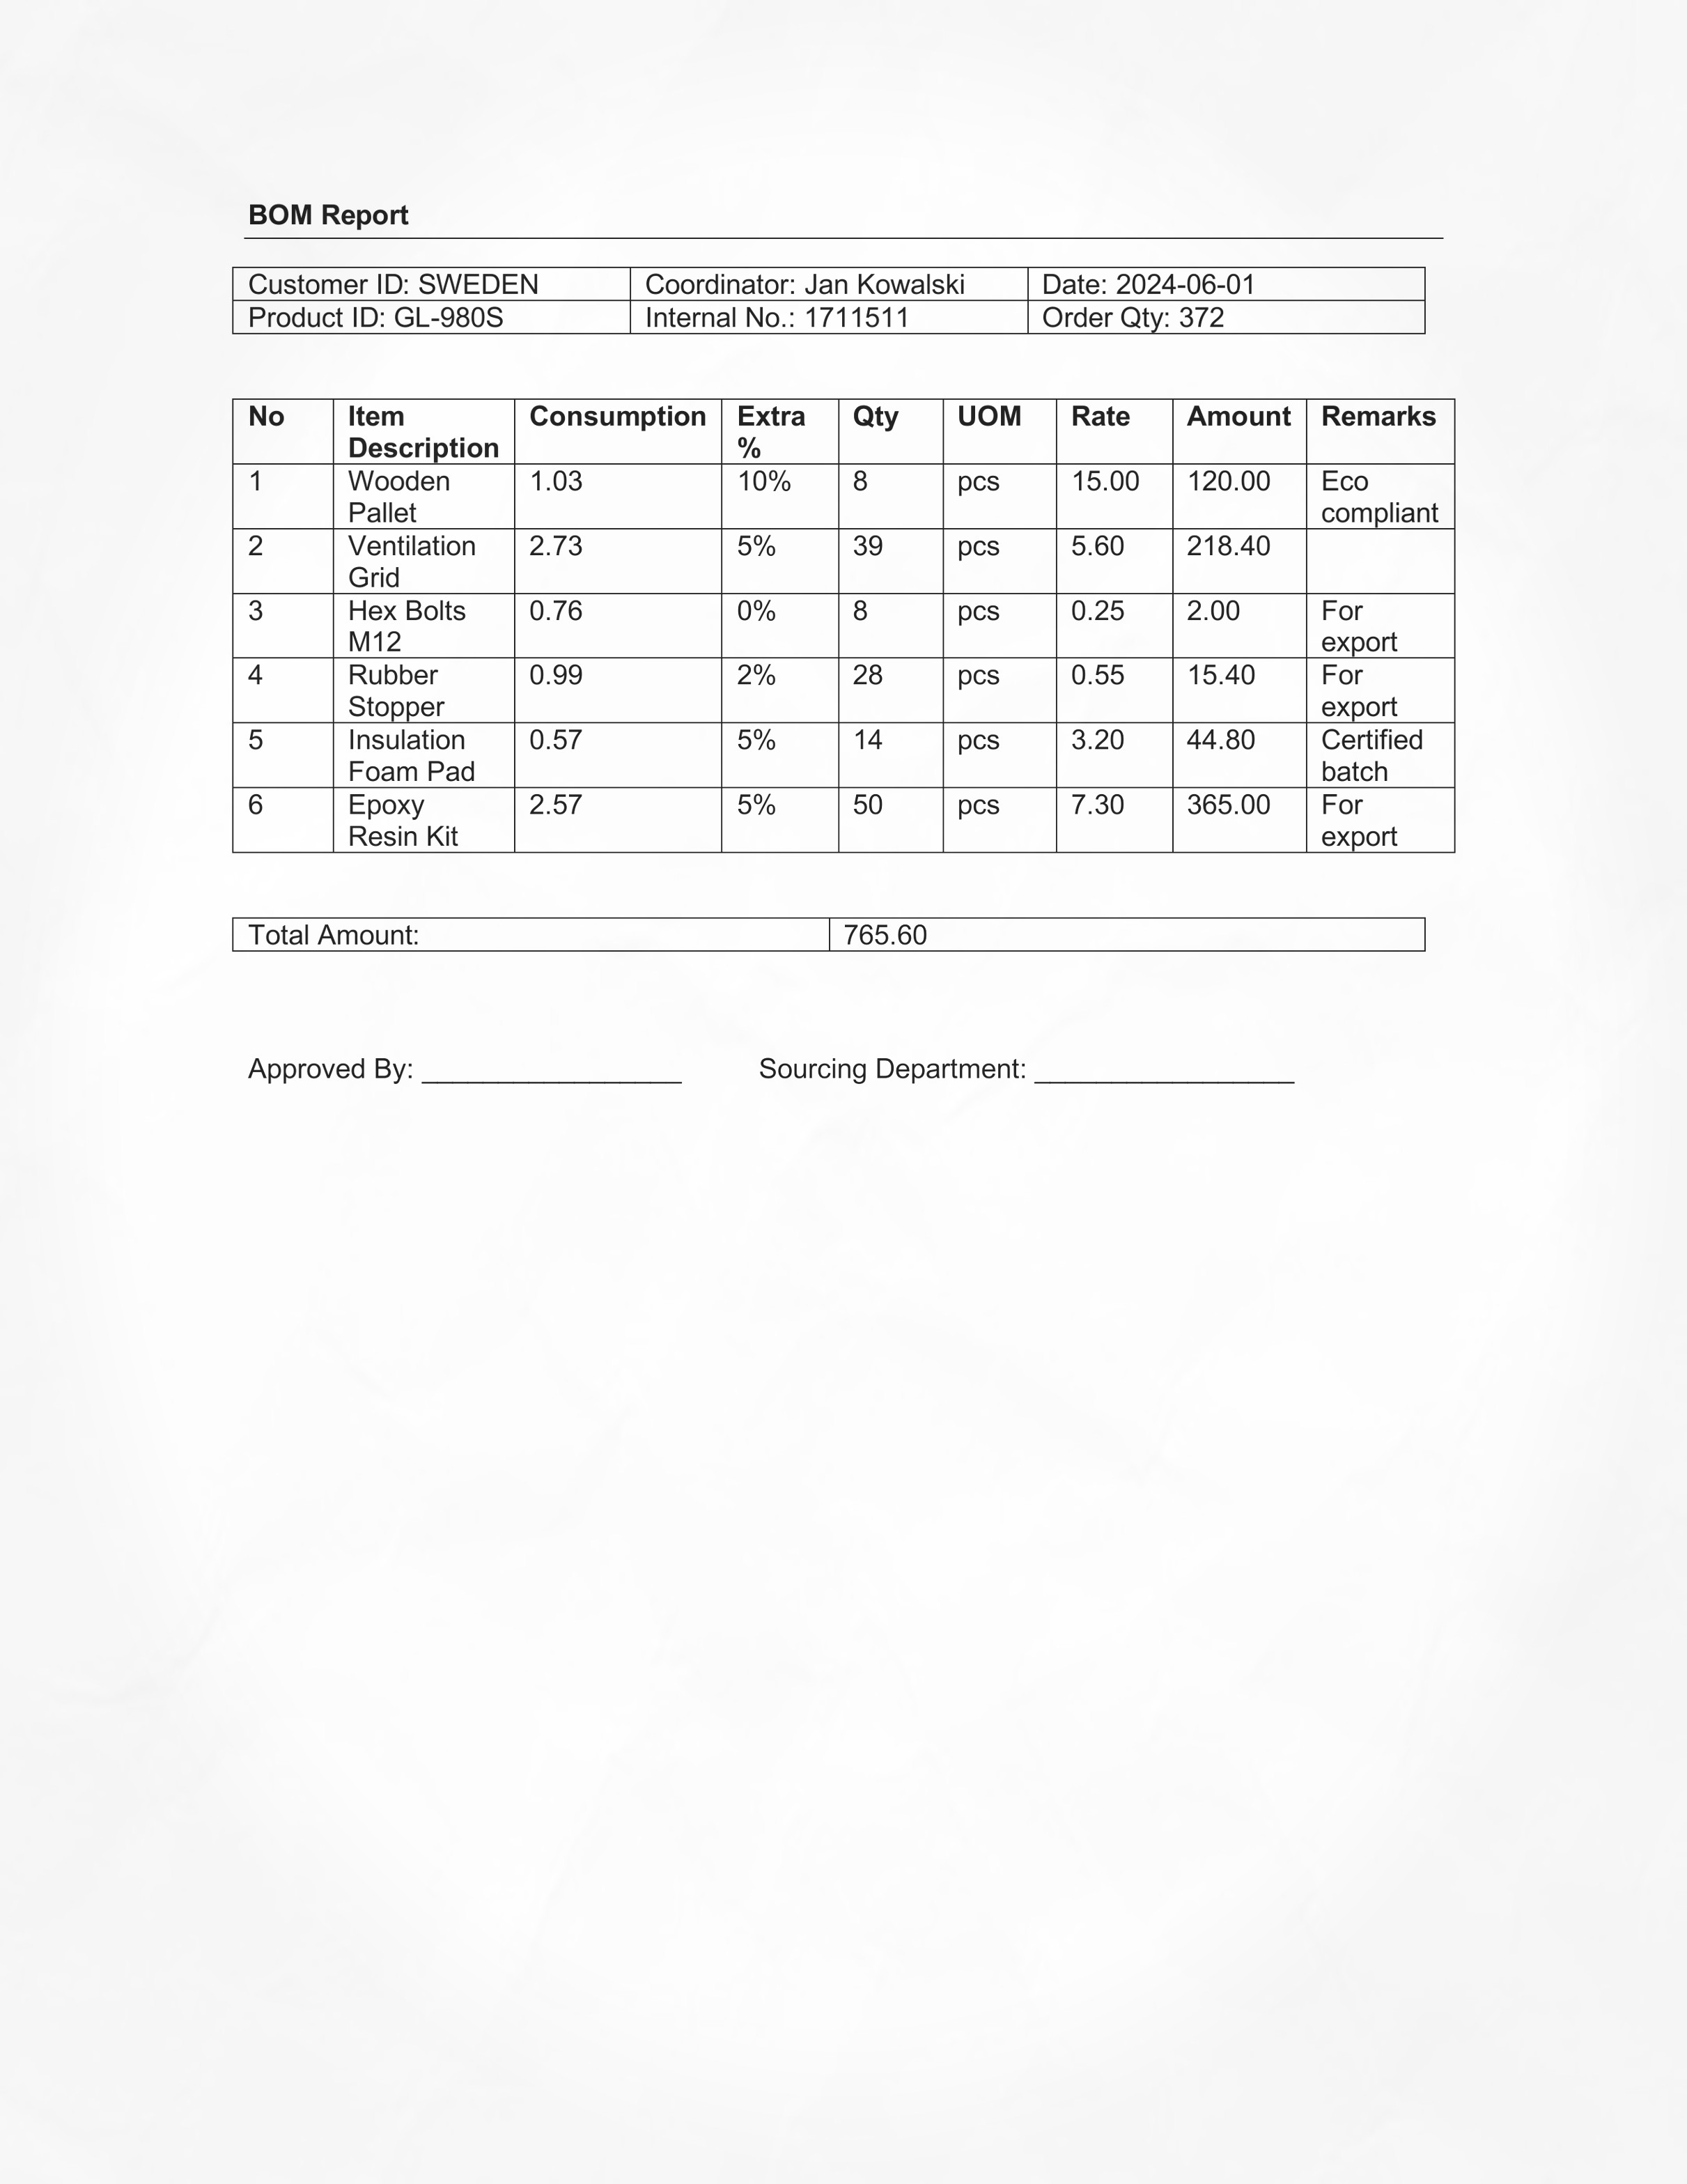 BOM Report
Customer ID: SWEDEN Coordinator: Jan Kowalski Date: 2024-06-01
Product ID: GL-980S Internal No.: 1711511 Order Qty: 372
No Item Consumption Extra Qty UOM Rate Amount Remarks
Description %
1 Wooden 1.03 10% 8 pcs 15.00 120.00 Eco
Pallet compliant
2 Ventilation 2.73 5% 39 pcs 5.60 218.40
Grid
3 Hex Bolts 0.76 0% 8 pcs 0.25 2.00 For
M12 export
4 Rubber 0.99 2% 28 pcs 0.55 15.40 For
Stopper export
5 Insulation 0.57 5% 14 pcs 3.20 44.80 Certified
Foam Pad batch
6 Epoxy 2.57 5% 50 pcs 7.30 365.00 For
Resin Kit export
Total Amount: 765.60
Approved By: _________________ Sourcing Department: _________________